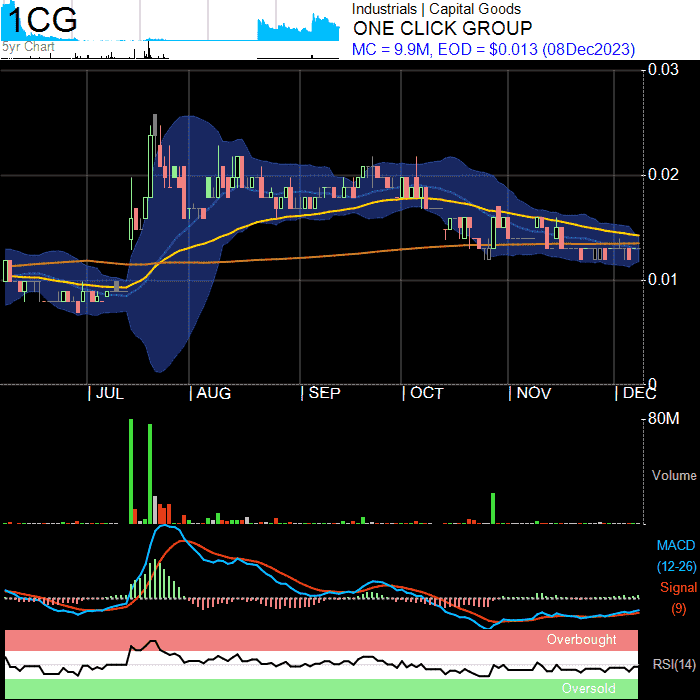 1CG
5yr Chart
Industrials | Capital Goods
ONE CLICK GROUP
MC = 9.9M, EOD = $0.013 (08Dec2023)
0.03
0.02
0.01
0
| JUL | AUG | SEP | OCT | NOV | DEC
80M
Volume
MACD
(12-26)
Signal
(9)
Overbought
RSI(14)
Oversold